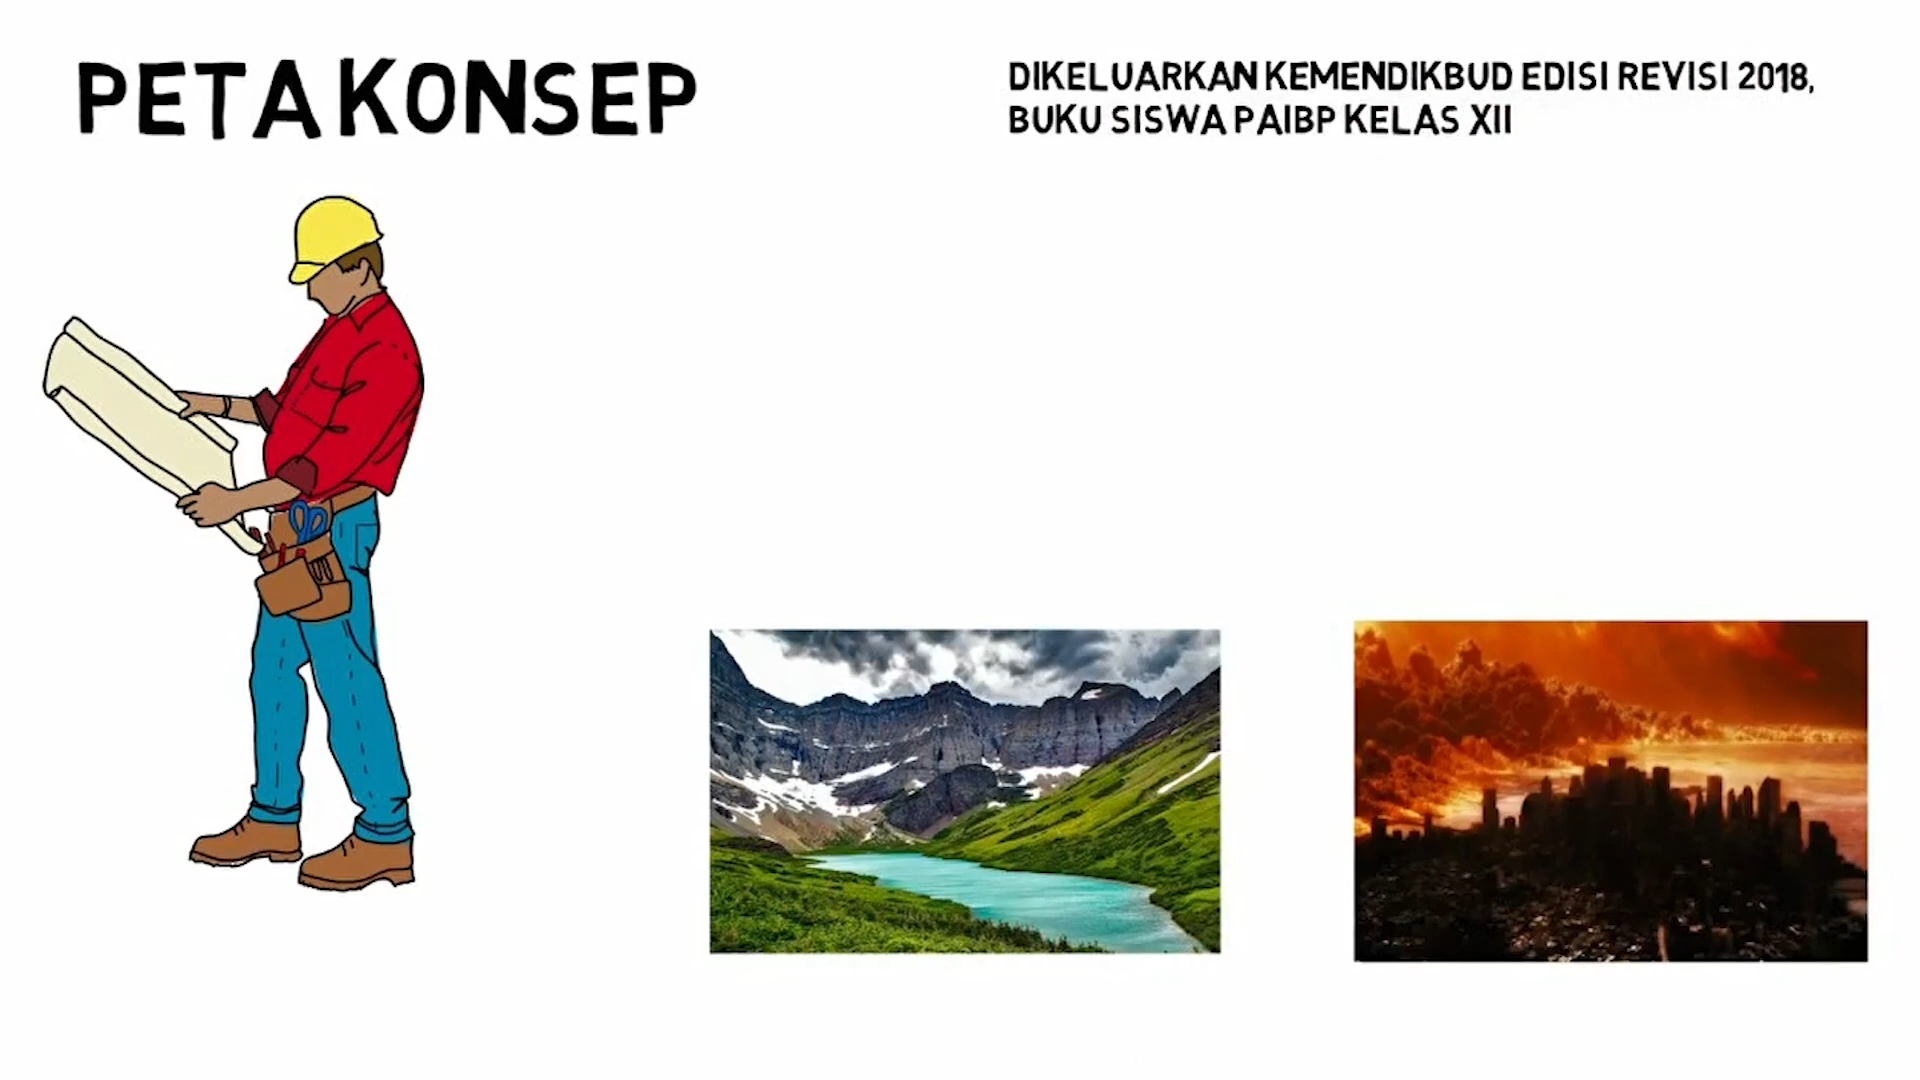 PETA KONSEP
DIKELUARKAN KEMENDIKBUD EDISI REVISI 2018,
BUKU SISWA PAIBP KELAS XII